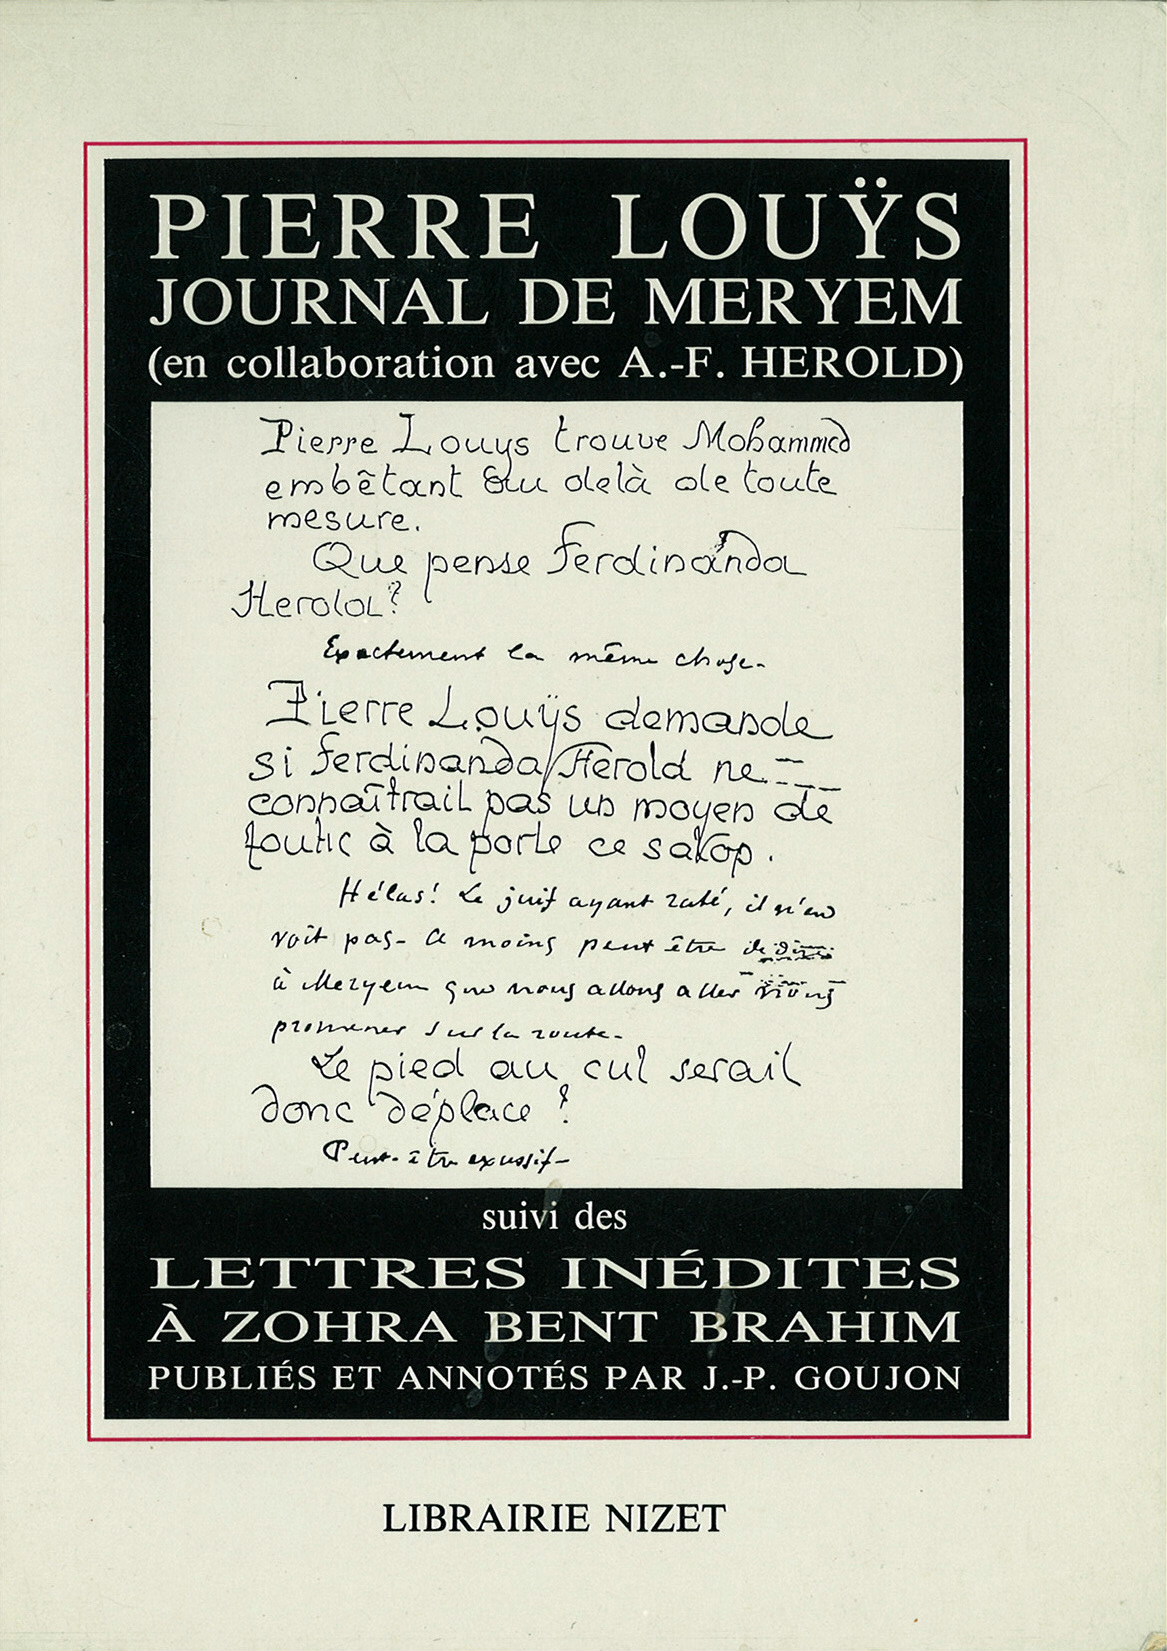 PIERRE LOUŸS
JOURNAL DE MERYEM
(en collaboration avec A.-F. HEROLD)
Pierre Louys trouve Mohammed
embêtant au delà de toute
mesure.
Que pense Ferdinanda
Herold?
Exactement la même chose.
Pierre Louÿs demande
si Ferdinanda Herold ne
connaîtrait pas un moyen de
foutre à la porte ce salop.
Hélas! Le juif ayant raté, il n'en
voit pas - A moins peut être de dire
à Meryem que nous allons aller nous
promener sur la route.
Le pied au cul serait
donc déplacé?
Peut-être excessif -
suivi des
LETTRES INÉDITES
À ZOHRA BENT BRAHIM
PUBLIÉS ET ANNOTÉS PAR J.-P. GOUJON
LIBRAIRIE NIZET